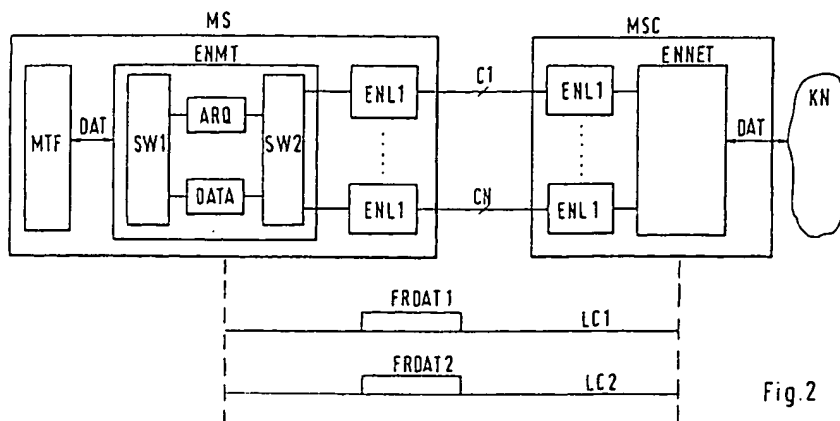 MS
MSC
ENMT
ENNET
MTF
DAT
SW1
ARQ
DATA
SW2
ENL1
ENL1
C1
CN
ENL1
ENL1
DAT
KN
FRDAT1
LC1
FRDAT2
LC2
Fig.2